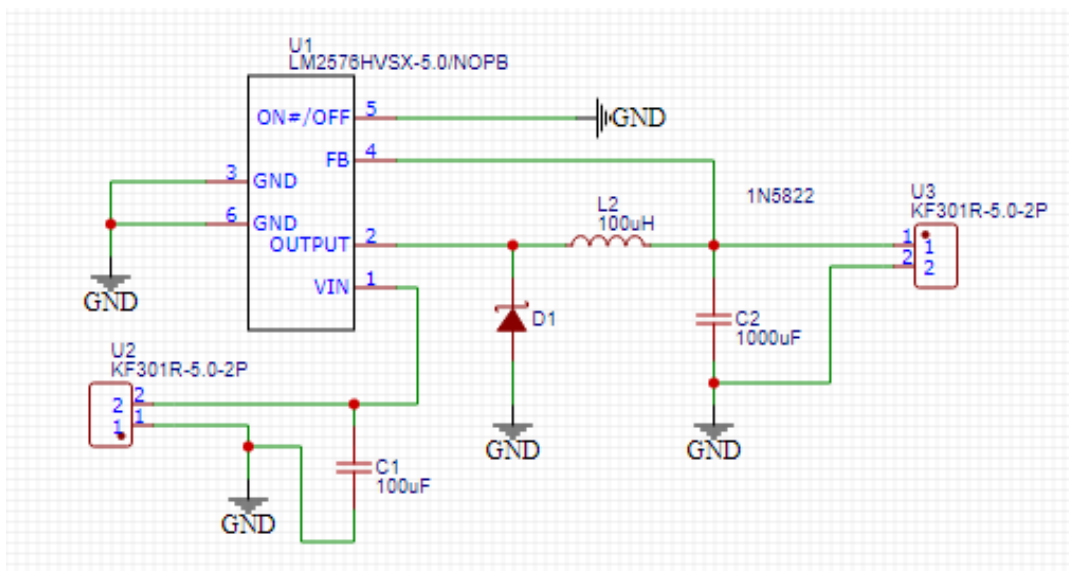 U1
LM2576HVSX-5.0/NOPB
ON#/OFF 5
GND
FB 4
3 GND
6 GND
OUTPUT 2
VIN 1
GND
1N5822
L2
100uH
U3
KF301R-5.0-2P
1 1
2 2
D1
C2
1000uF
GND
GND
U2
KF301R-5.0-2P
2 2
1 1
C1
100uF
GND